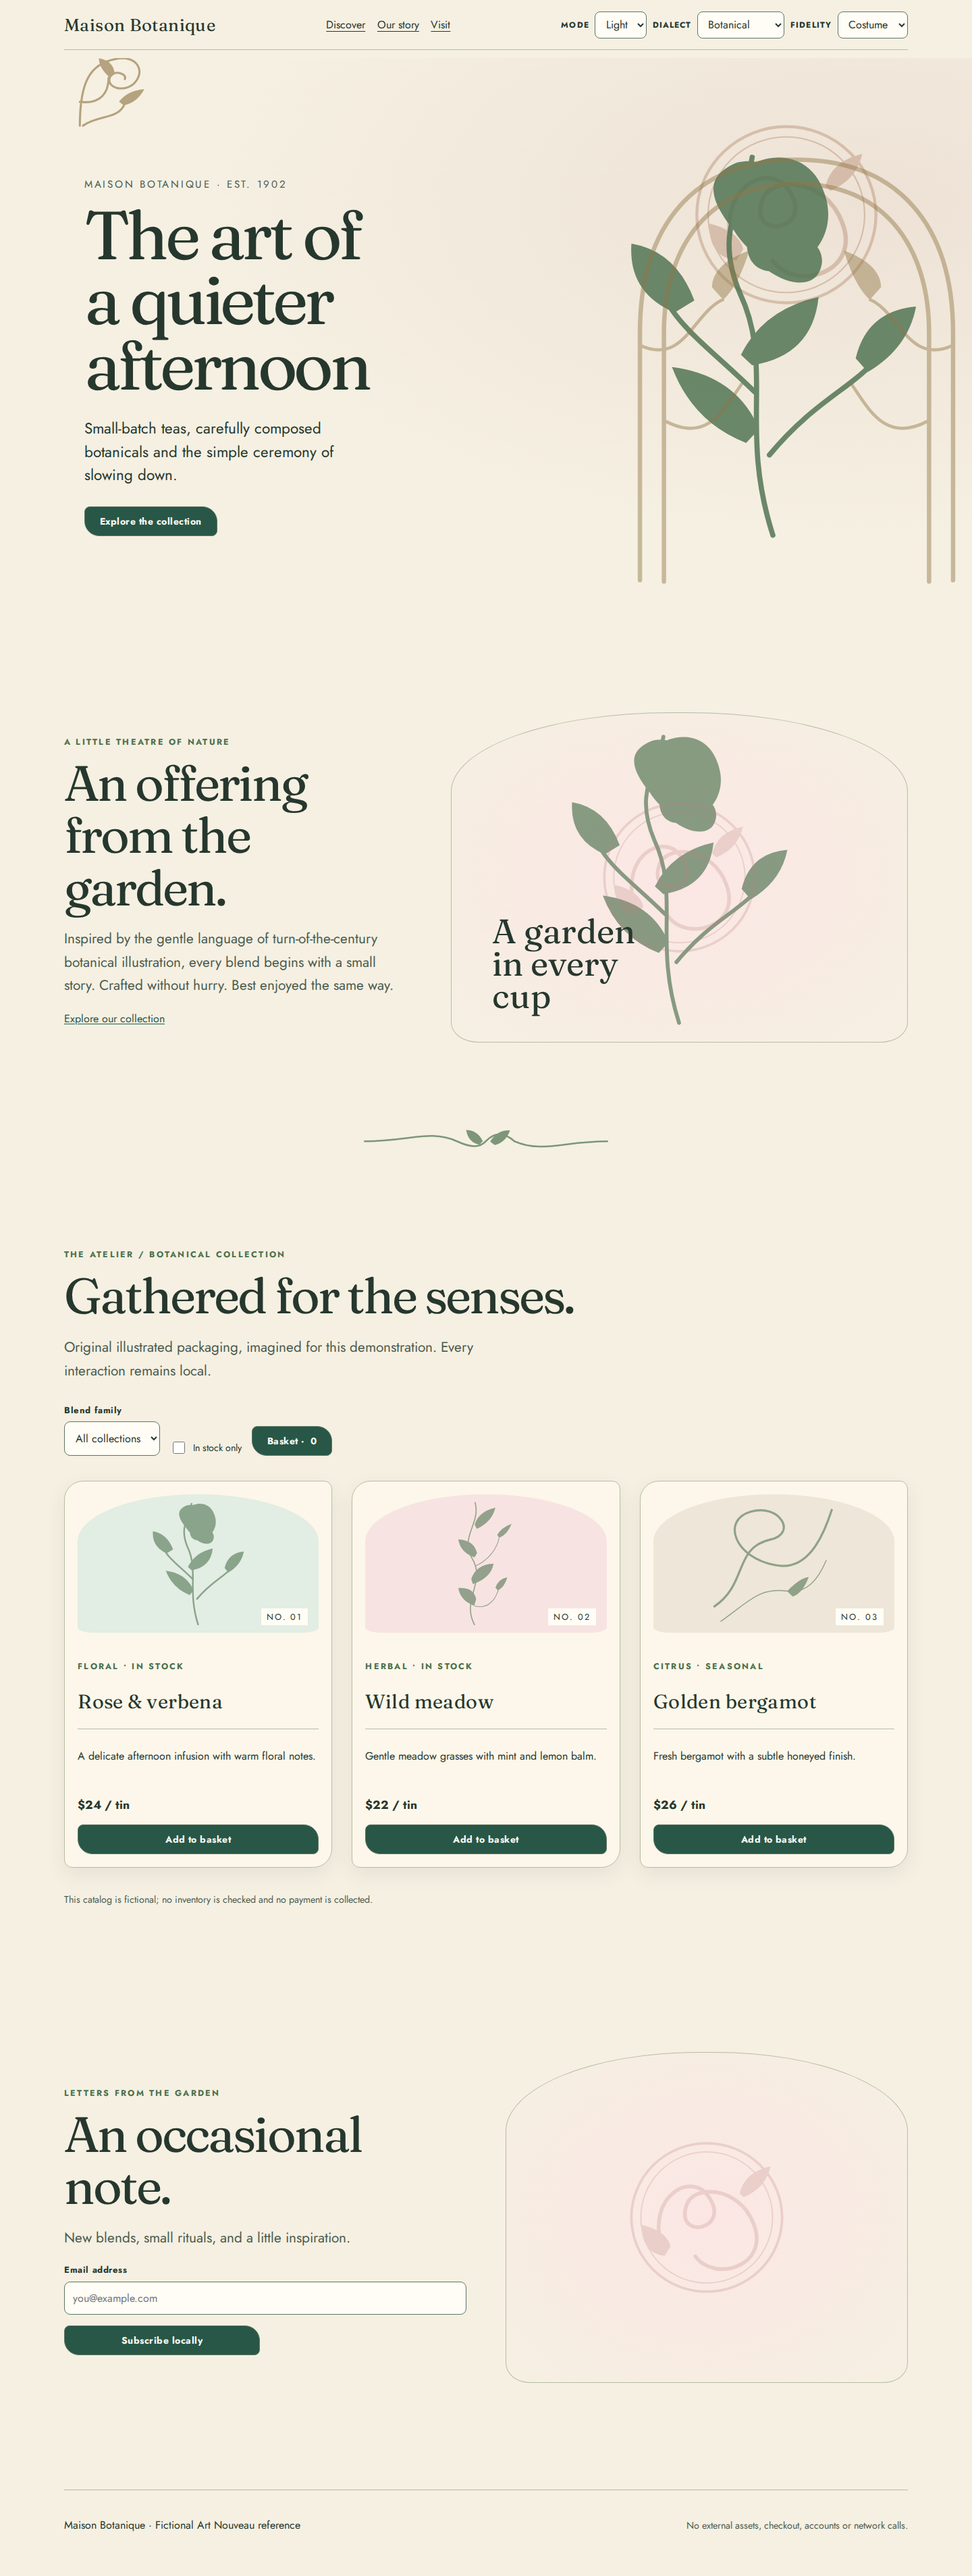 Maison Botanique
Discover Our story Visit
MODE Light DIALECT Botanical FIDELITY Costume
MAISON BOTANIQUE · EST. 1902
The art of
a quieter
afternoon
Small-batch teas, carefully composed
botanicals and the simple ceremony of
slowing down.
Explore the collection
A LITTLE THEATRE OF NATURE
An offering
from the
garden.
Inspired by the gentle language of turn-of-the-century
botanical illustration, every blend begins with a small
story. Crafted without hurry. Best enjoyed the same way.
Explore our collection
A garden
in every
cup
THE ATELIER / BOTANICAL COLLECTION
Gathered for the senses.
Original illustrated packaging, imagined for this demonstration. Every
interaction remains local.
Blend family
All collections In stock only Basket · 0
NO. 01
FLORAL · IN STOCK
Rose & verbena
A delicate afternoon infusion with warm floral notes.
$24 / tin
Add to basket
NO. 02
HERBAL · IN STOCK
Wild meadow
Gentle meadow grasses with mint and lemon balm.
$22 / tin
Add to basket
NO. 03
CITRUS · SEASONAL
Golden bergamot
Fresh bergamot with a subtle honeyed finish.
$26 / tin
Add to basket
This catalog is fictional; no inventory is checked and no payment is collected.
LETTERS FROM THE GARDEN
An occasional
note.
New blends, small rituals, and a little inspiration.
Email address
you@example.com
Subscribe locally
Maison Botanique · Fictional Art Nouveau reference
No external assets, checkout, accounts or network calls.